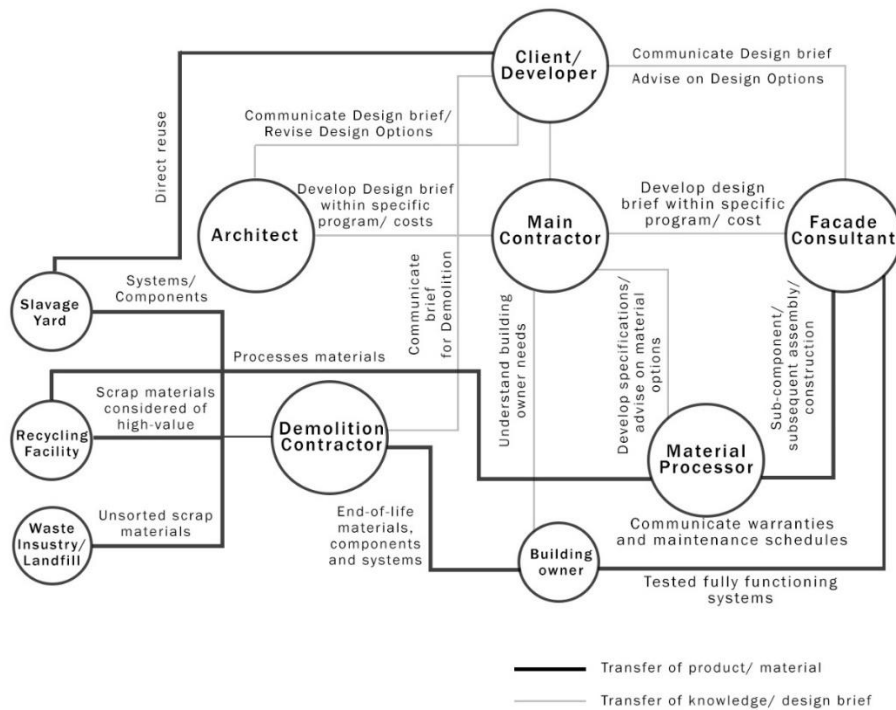 Client/
Developer
Communicate Design brief
Advise on Design Options
Communicate Design brief/
Revise Design Options
Direct reuse
Architect
Develop Design brief
within specific
program/ costs
Main
Contractor
Develop design
brief within specific
program/ cost
Facade
Consultant
Slavage
Yard
Systems/
Components
Communicate
brief
for Demolition
Understand building
owner needs
Develop specifications/
advise on material
options
Sub-component/
subsequent assembly/
construction
Processes materials
Recycling
Facility
Scrap materials
considered of
high-value
Demolition
Contractor
Material
Processor
Waste
Insustry/
Landfill
Unsorted scrap
materials
End-of-life
materials,
components
and systems
Building
owner
Communicate warranties
and maintenance schedules
Tested fully functioning
systems
Transfer of product/ material
Transfer of knowledge/ design brief